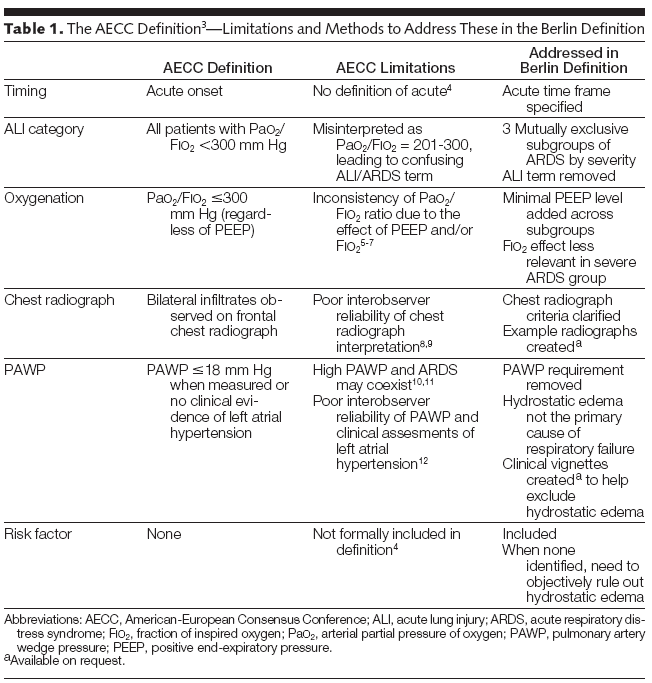 Table 1. The AECC Definition³—Limitations and Methods to Address These in the Berlin Definition
AECC Definition
AECC Limitations
Addressed in
Berlin Definition
Timing
Acute onset
No definition of acute⁴
Acute time frame
specified
ALI category
All patients with PaO₂/
FIO₂ <300 mm Hg
Misinterpreted as
PaO₂/FIO₂ = 201-300,
leading to confusing
ALI/ARDS term
3 Mutually exclusive
subgroups of
ARDS by severity
ALI term removed
Oxygenation
PaO₂/FIO₂ ≤300
mm Hg (regard-
less of PEEP)
Inconsistency of PaO₂/
FIO₂ ratio due to the
effect of PEEP and/or
FIO₂⁵⁻⁷
Minimal PEEP level
added across
subgroups
FIO₂ effect less
relevant in severe
ARDS group
Chest radiograph
Bilateral infiltrates ob-
served on frontal
chest radiograph
Poor interobserver
reliability of chest
radiograph
interpretation⁸,⁹
Chest radiograph
criteria clarified
Example radiographs
createdᵃ
PAWP
PAWP ≤18 mm Hg
when measured or
no clinical evi-
dence of left atrial
hypertension
High PAWP and ARDS
may coexist¹⁰,¹¹
Poor interobserver
reliability of PAWP and
clinical assesments of
left atrial
hypertension¹²
PAWP requirement
removed
Hydrostatic edema
not the primary
cause of
respiratory failure
Clinical vignettes
createdᵃ to help
exclude
hydrostatic edema
Risk factor
None
Not formally included in
definition⁴
Included
When none
identified, need to
objectively rule out
hydrostatic edema
Abbreviations: AECC, American-European Consensus Conference; ALI, acute lung injury; ARDS, acute respiratory dis-
tress syndrome; FIO₂, fraction of inspired oxygen; PaO₂, arterial partial pressure of oxygen; PAWP, pulmonary artery
wedge pressure; PEEP, positive end-expiratory pressure.
ᵃAvailable on request.